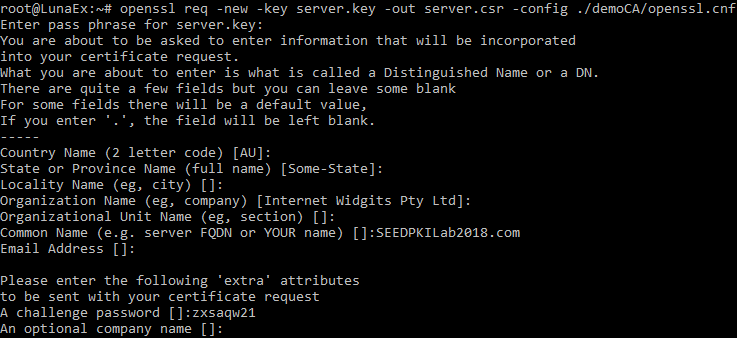 root@LunaEx:~# openssl req -new -key server.key -out server.csr -config ./demoCA/openssl.cnf
Enter pass phrase for server.key:
You are about to be asked to enter information that will be incorporated
into your certificate request.
What you are about to enter is what is called a Distinguished Name or a DN.
There are quite a few fields but you can leave some blank
For some fields there will be a default value,
If you enter '.', the field will be left blank.
-----
Country Name (2 letter code) [AU]:
State or Province Name (full name) [Some-State]:
Locality Name (eg, city) []:
Organization Name (eg, company) [Internet Widgits Pty Ltd]:
Organizational Unit Name (eg, section) []:
Common Name (e.g. server FQDN or YOUR name) []:SEEDPKILab2018.com
Email Address []:

Please enter the following 'extra' attributes
to be sent with your certificate request
A challenge password []:zxsaqw21
An optional company name []: